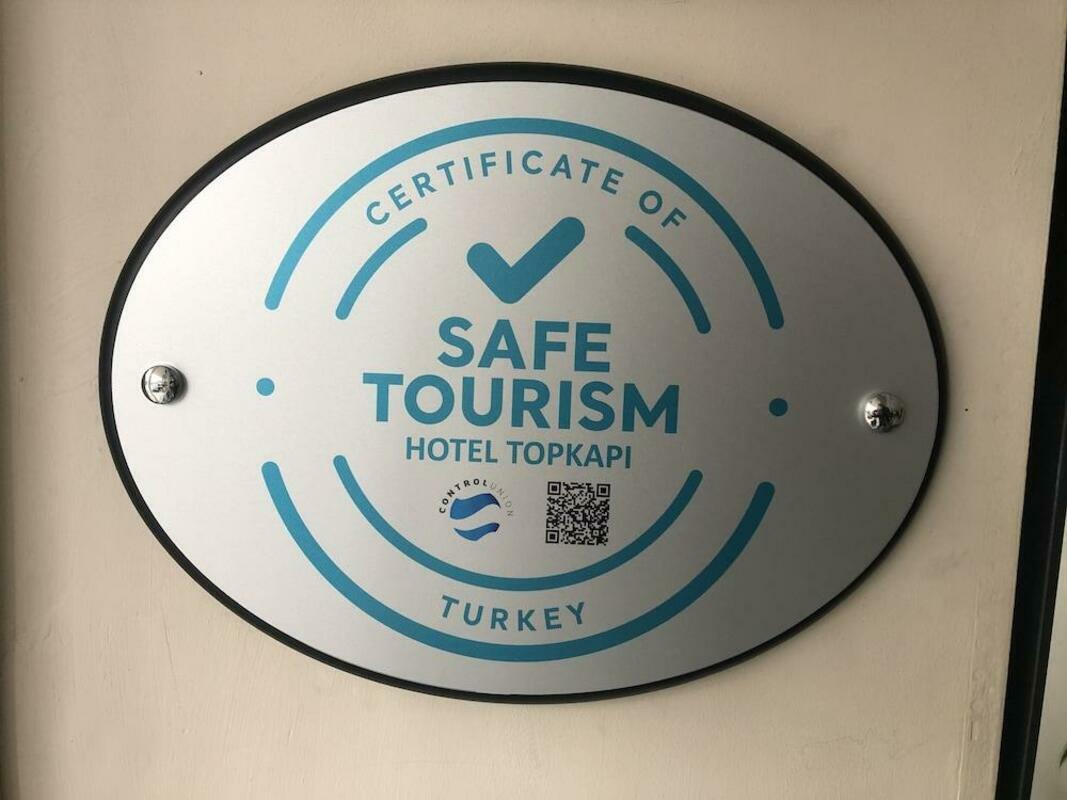 CERTIFICATE OF
SAFE
TOURISM
HOTEL TOPKAPI
CONTROLUNION
TURKEY